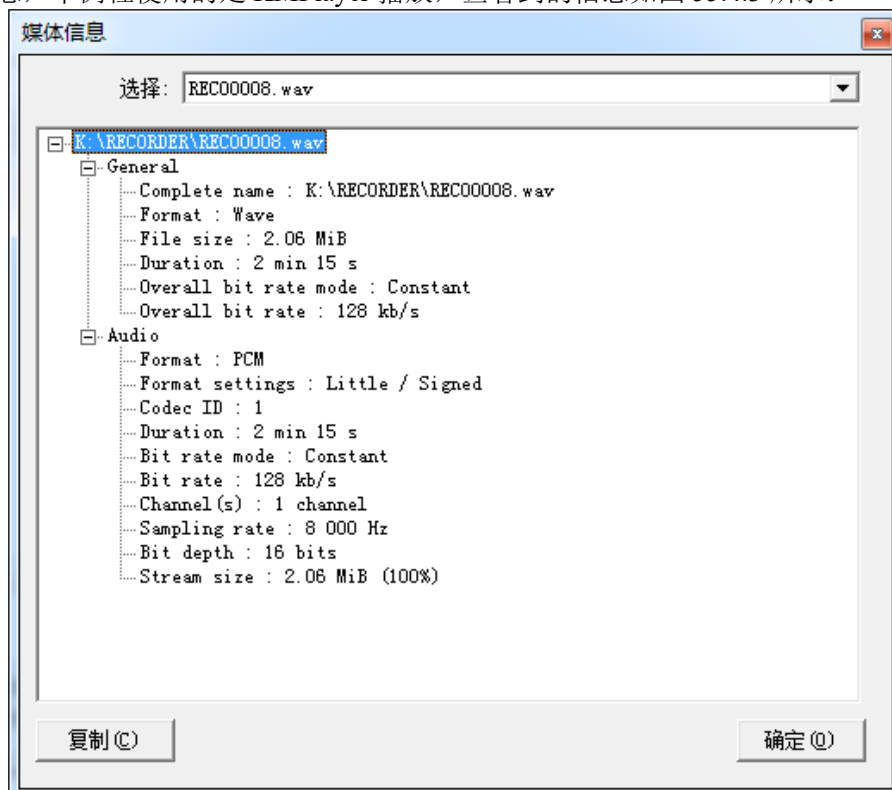 媒体信息
选择: REC00008.wav
K:\RECORDER\REC00008.wav
General
Complete name : K:\RECORDER\REC00008.wav
Format : Wave
File size : 2.06 MiB
Duration : 2 min 15 s
Overall bit rate mode : Constant
Overall bit rate : 128 kb/s
Audio
Format : PCM
Format settings : Little / Signed
Codec ID : 1
Duration : 2 min 15 s
Bit rate mode : Constant
Bit rate : 128 kb/s
Channel(s) : 1 channel
Sampling rate : 8 000 Hz
Bit depth : 16 bits
Stream size : 2.06 MiB (100%)
复制(C) 确定(O)